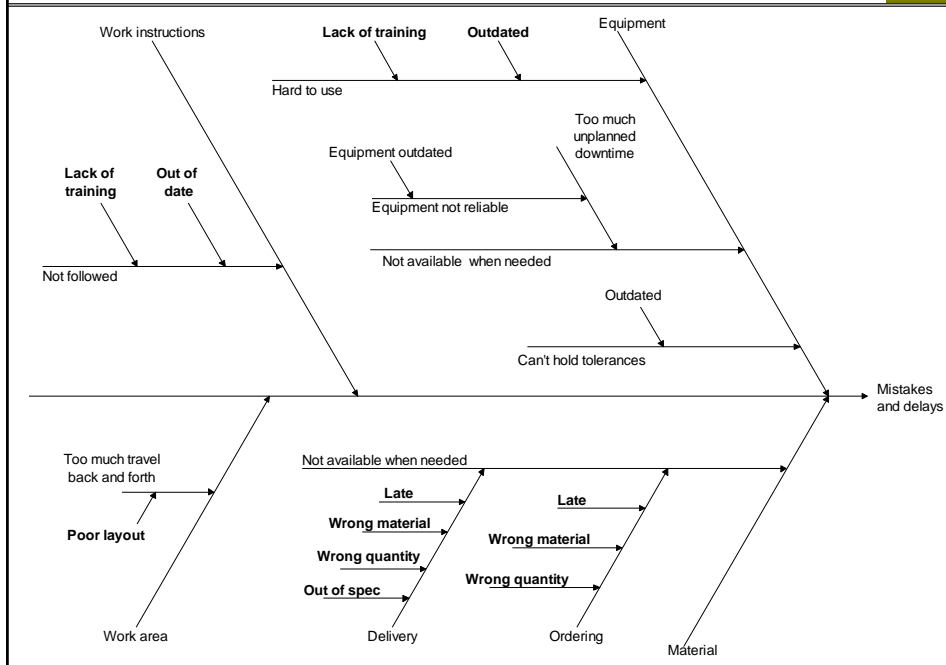 Work instructions
Lack of training
Outdated
Equipment
Hard to use
Too much
unplanned
downtime
Equipment outdated
Lack of
training
Out of
date
Equipment not reliable
Not available when needed
Not followed
Outdated
Can't hold tolerances
Mistakes
and delays
Too much travel
back and forth
Not available when needed
Late
Late
Wrong material
Poor layout
Wrong material
Wrong quantity
Wrong quantity
Out of spec
Work area
Delivery
Ordering
Material